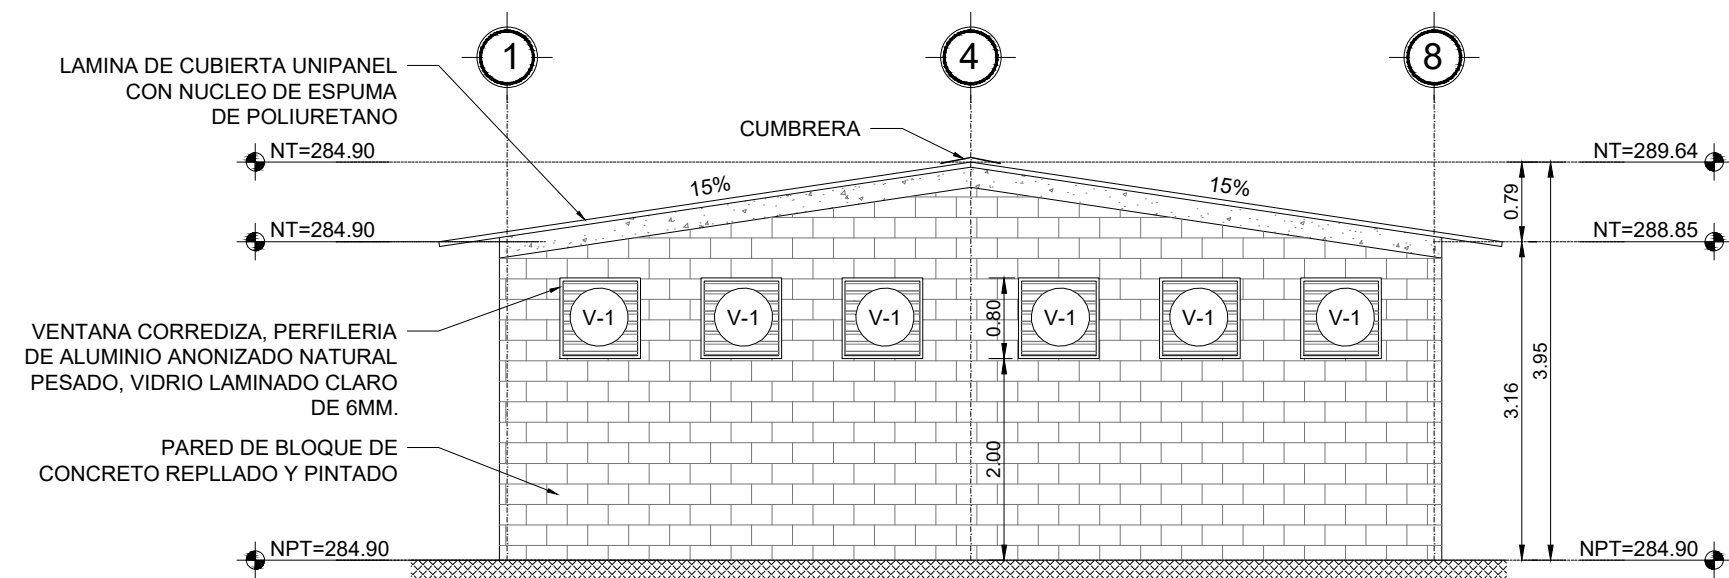 1
4
8
LAMINA DE CUBIERTA UNIPANEL
CON NUCLEO DE ESPUMA
DE POLIURETANO
CUMBRERA
NT=284.90
NT=289.64
15%
15%
0.79
NT=284.90
NT=288.85
VENTANA CORREDIZA, PERFILERIA
DE ALUMINIO ANONIZADO NATURAL
PESADO, VIDRIO LAMINADO CLARO
DE 6MM.
V-1
V-1
V-1
0.80
V-1
V-1
V-1
3.16
3.95
PARED DE BLOQUE DE
CONCRETO REPLLADO Y PINTADO
2.00
NPT=284.90
NPT=284.90